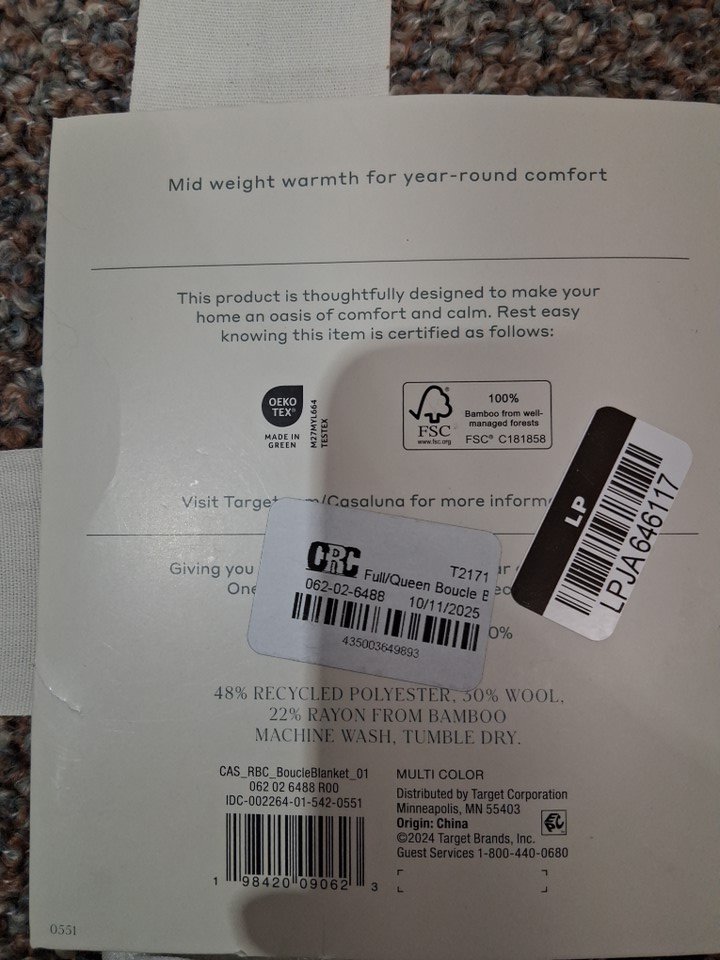 Mid weight warmth for year-round comfort
This product is thoughtfully designed to make your
home an oasis of comfort and calm. Rest easy
knowing this item is certified as follows:
OEKO
TEX®
MADE IN
GREEN
M27MYL664
TESTEX
FSC
www.fsc.org
100%
Bamboo from well-
managed forests
FSC® C181858
LP
LPJA 646117
Visit Target /Casaluna for more
Giving you
One
CRC
T2171
Full/Queen Boucle B
062-02-6488 10/11/2025
435003649893
0%
48% RECYCLED POLYESTER, 30% WOOL,
22% RAYON FROM BAMBOO
MACHINE WASH, TUMBLE DRY.
CAS_RBC_BoucleBlanket_01
062 02 6488 R00
IDC-002264-01-542-0551
1 98420 09062 3
MULTI COLOR
Distributed by Target Corporation
Minneapolis, MN 55403
Origin: China
©2024 Target Brands, Inc.
Guest Services 1-800-440-0680
0551